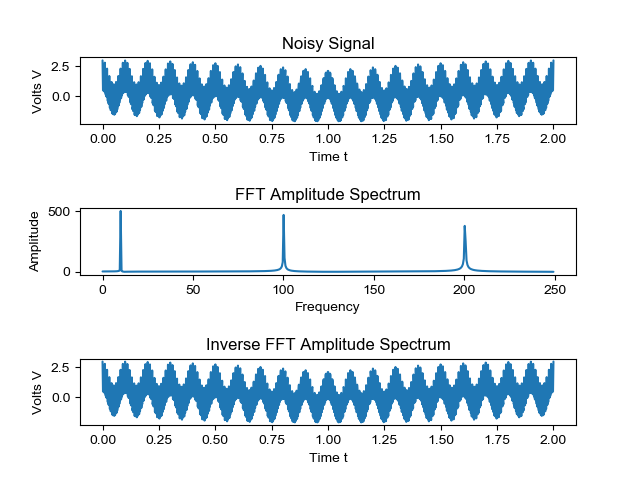 Noisy Signal
Volts V
2.5
0.0
0.00 0.25 0.50 0.75 1.00 1.25 1.50 1.75 2.00
Time t
FFT Amplitude Spectrum
Amplitude
500
0
0 50 100 150 200 250
Frequency
Inverse FFT Amplitude Spectrum
Volts V
2.5
0.0
0.00 0.25 0.50 0.75 1.00 1.25 1.50 1.75 2.00
Time t